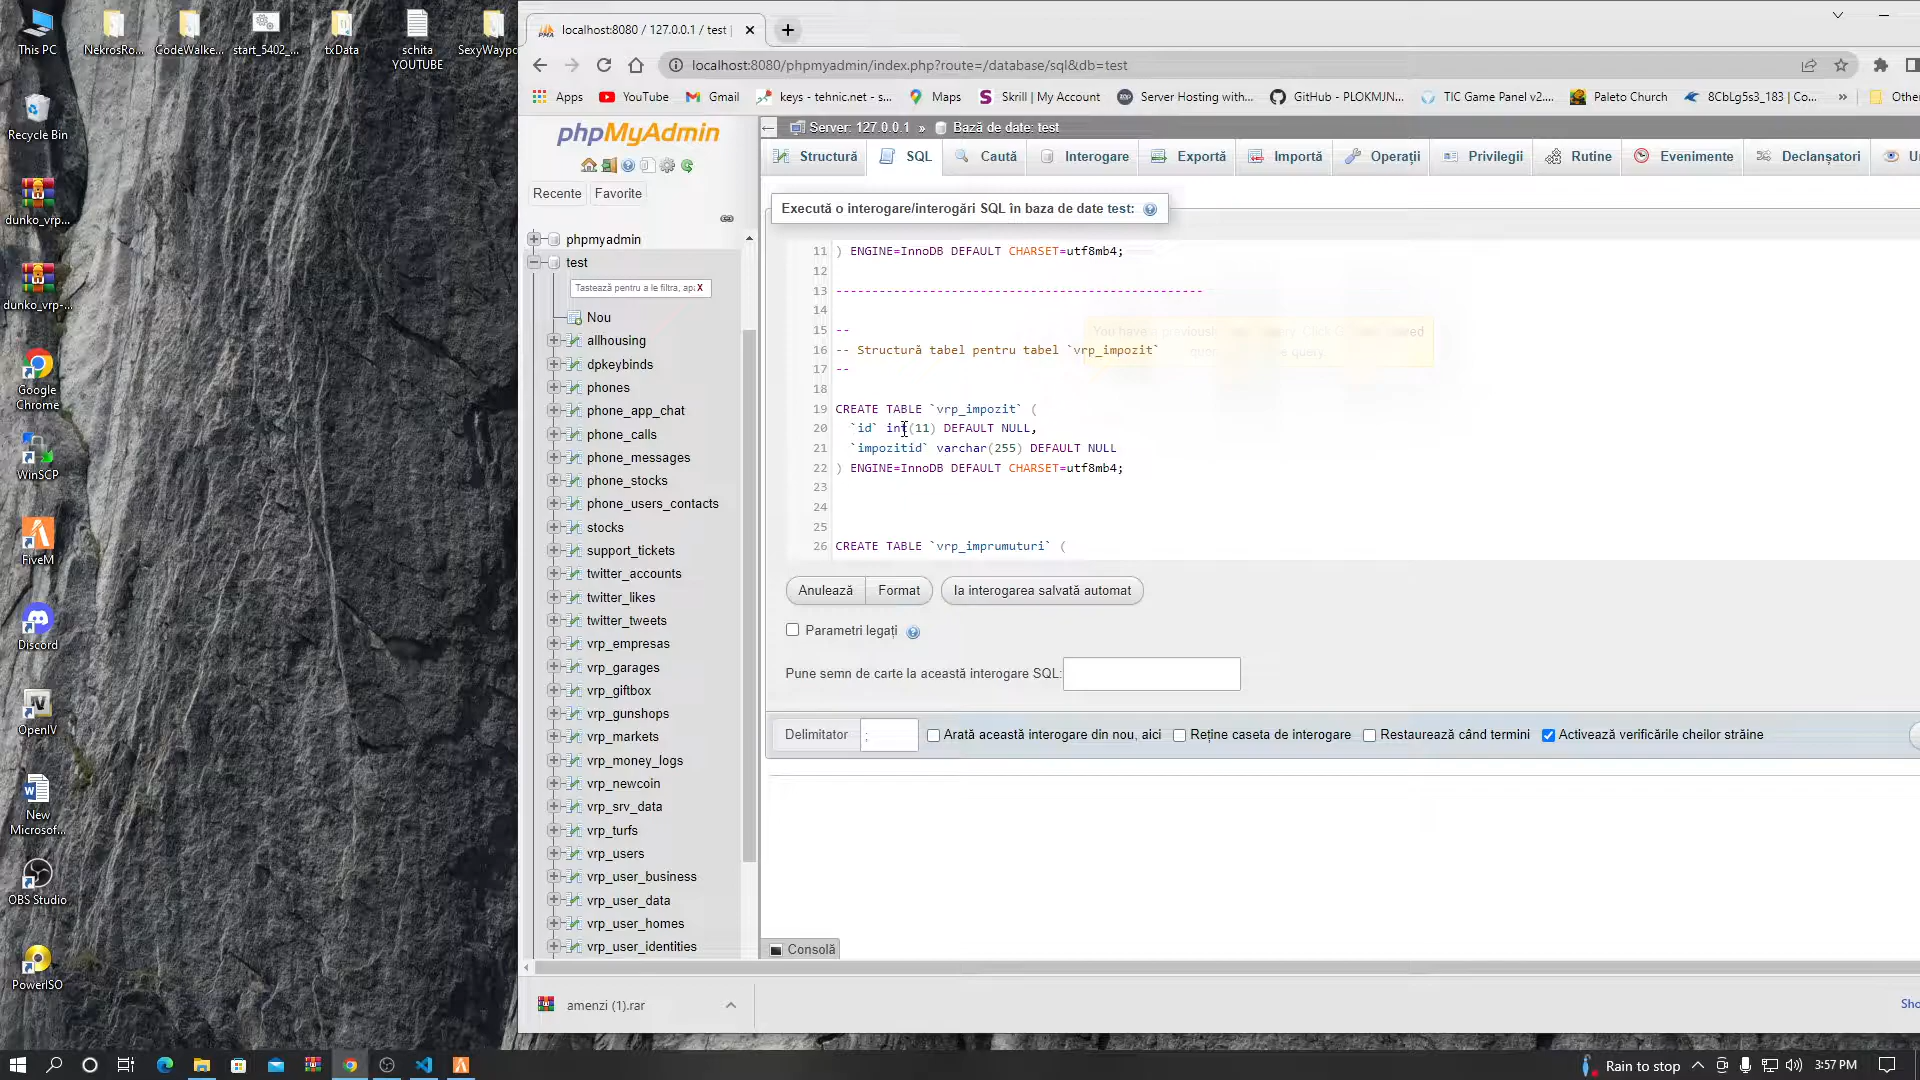 This PC
NekrosRo...
CodeWalke...
start_5402_...
txData
schita
YOUTUBE
SexyWaypo
Recycle Bin
dunko_vrp...
dunko_vrp-...
Google
Chrome
WinSCP
FiveM
Discord
OpenIV
New
Microsof...
OBS Studio
PowerISO
localhost:8080 / 127.0.0.1 / test |
localhost:8080/phpmyadmin/index.php?route=/database/sql&db=test
Apps
YouTube
Gmail
keys - tehnic.net - s...
Maps
Skrill | My Account
Server Hosting with...
GitHub - PLOKMJN...
TIC Game Panel v2....
Paleto Church
8CbLg5s3_183 | Co...
»
Other
phpMyAdmin
Recente
Favorite
phpmyadmin
test
Tastează pentru a le filtra, apa X
Nou
allhousing
dpkeybinds
phones
phone_app_chat
phone_calls
phone_messages
phone_stocks
phone_users_contacts
stocks
support_tickets
twitter_accounts
twitter_likes
twitter_tweets
vrp_empresas
vrp_garages
vrp_giftbox
vrp_gunshops
vrp_markets
vrp_money_logs
vrp_newcoin
vrp_srv_data
vrp_turfs
vrp_users
vrp_user_business
vrp_user_data
vrp_user_homes
vrp_user_identities
Server: 127.0.0.1 » Bază de date: test
Structură
SQL
Caută
Interogare
Exportă
Importă
Operații
Privilegii
Rutine
Evenimente
Declanșatori
Execută o interogare/interogări SQL în baza de date test:
11 ) ENGINE=InnoDB DEFAULT CHARSET=utf8mb4;
12
13 ---------------------------------------------------
14
15 --
16 -- Structură tabel pentru tabel `vrp_impozit`
17 --
18
19 CREATE TABLE `vrp_impozit` (
20 `id` int(11) DEFAULT NULL,
21 `impozitid` varchar(255) DEFAULT NULL
22 ) ENGINE=InnoDB DEFAULT CHARSET=utf8mb4;
23
24
25
26 CREATE TABLE `vrp_imprumuturi` (
You have
previously
query
Anulează
Format
Ia interogarea salvată automat
Parametri legați
Pune semn de carte la această interogare SQL:
Delimitator
;
Arată această interogare din nou, aici
Reține caseta de interogare
Restaurează când termini
Activează verificările cheilor străine
Consolă
amenzi (1).rar
Sho
Rain to stop
3:57 PM